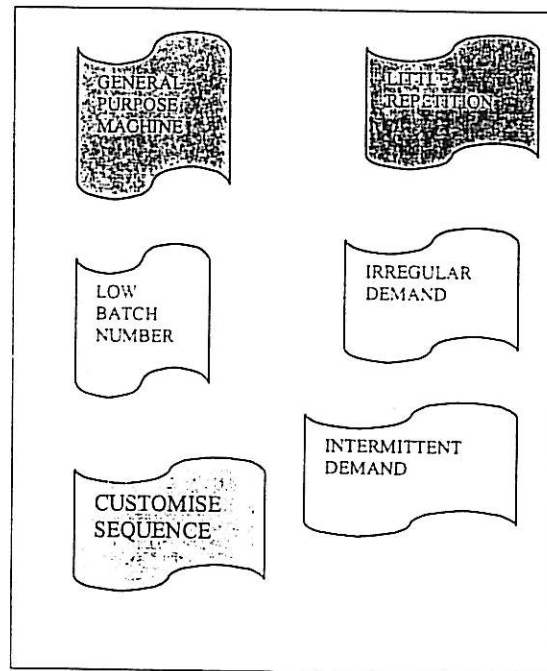 GENERAL
PURPOSE
MACHINE
LITTLE
REPETITION
LOW
BATCH
NUMBER
IRREGULAR
DEMAND
CUSTOMISE
SEQUENCE
INTERMITTENT
DEMAND